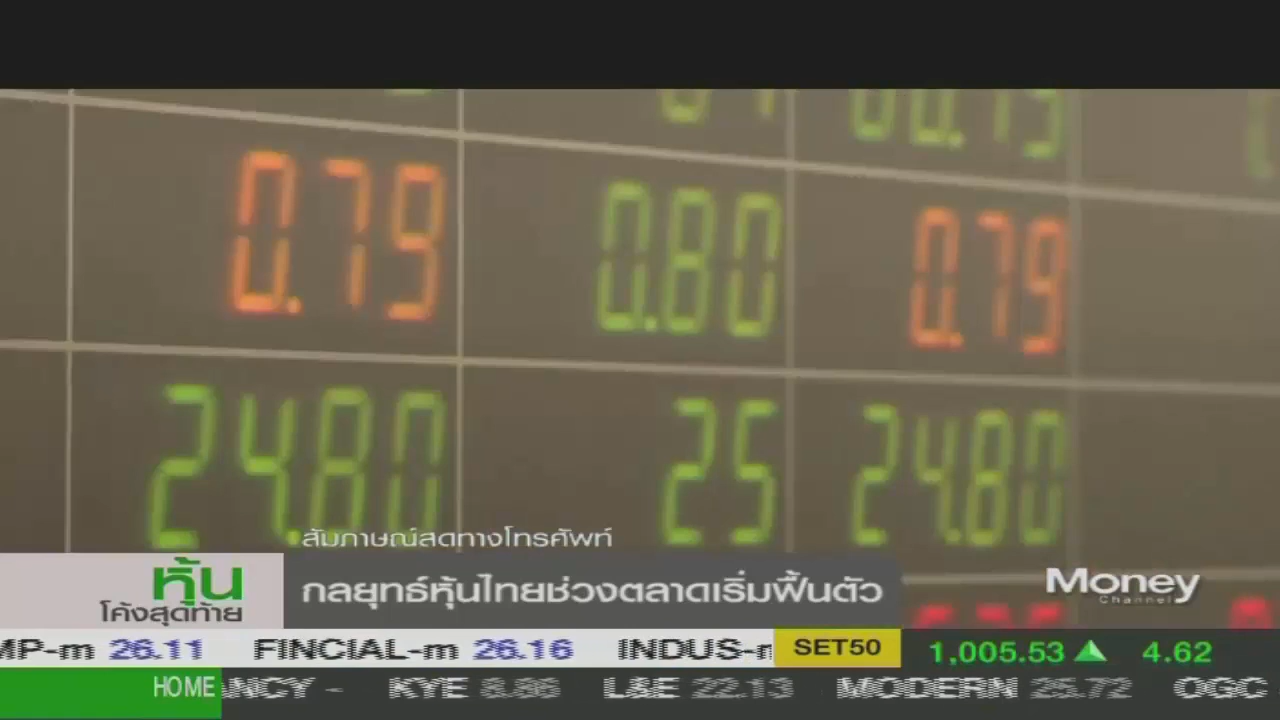 0.79 0.80 0.79
24.80 25 24.80
สัมภาษณ์สดทางโทรศัพท์
หุ้น
โค้งสุดท้าย
กลยุทธ์หุ้นไทยช่วงตลาดเริ่มฟื้นตัว
Money
Channel
MP-m 26.11 FINCIAL-m 26.16 SET50 1,005.53 4.62
HOME KYE 8.86 L&E 22.13 MODERN 25.72 OGC